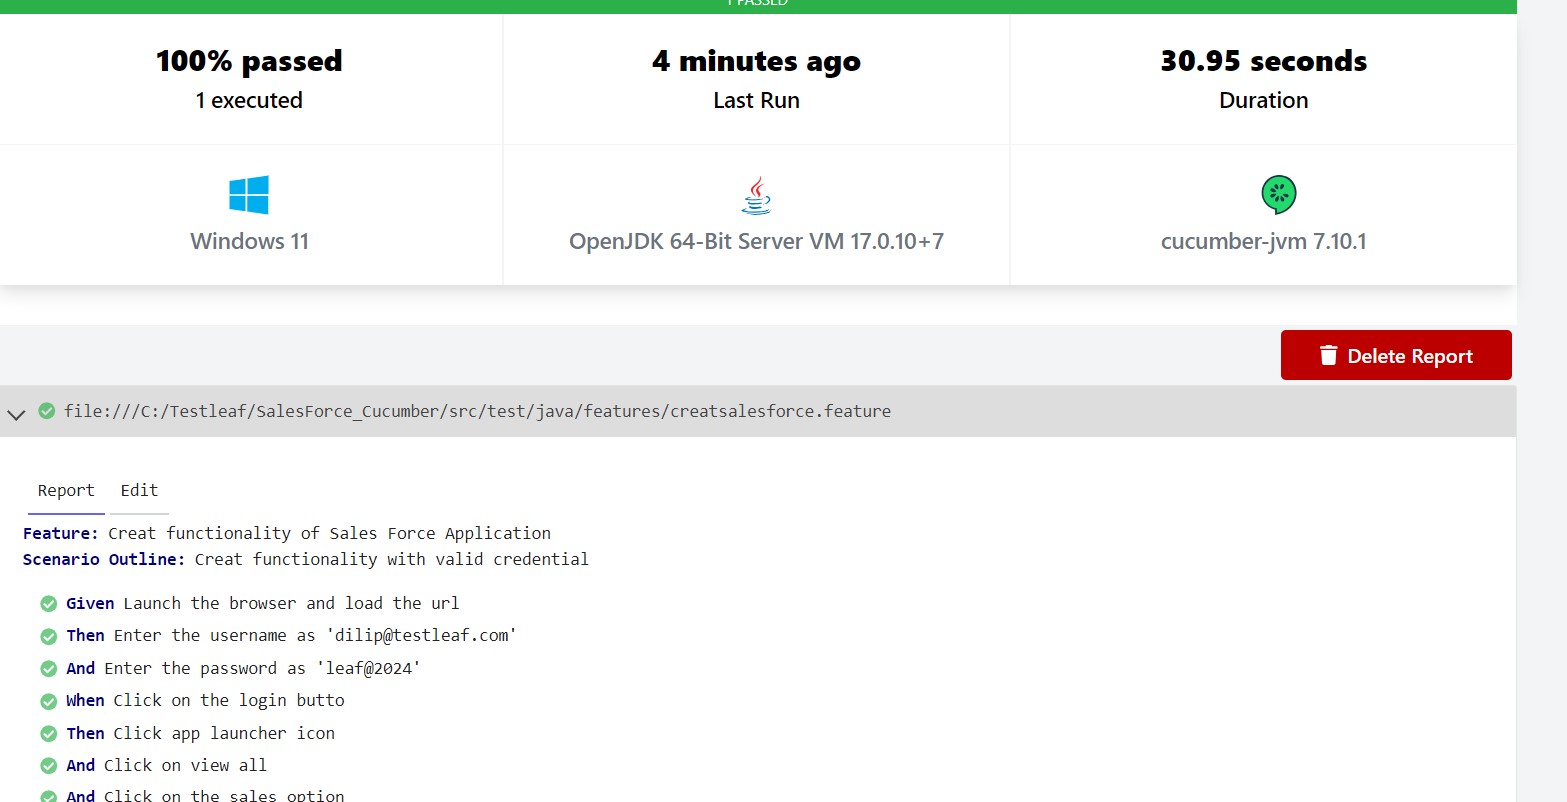 1 PASSED
100% passed
1 executed
4 minutes ago
Last Run
30.95 seconds
Duration
Windows 11
OpenJDK 64-Bit Server VM 17.0.10+7
cucumber-jvm 7.10.1
Delete Report
file:///C:/Testleaf/SalesForce_Cucumber/src/test/java/features/creatsalesforce.feature
Report Edit
Feature: Creat functionality of Sales Force Application
Scenario Outline: Creat functionality with valid credential
Given Launch the browser and load the url
Then Enter the username as 'dilip@testleaf.com'
And Enter the password as 'leaf@2024'
When Click on the login butto
Then Click app launcher icon
And Click on view all
And Click on the sales option